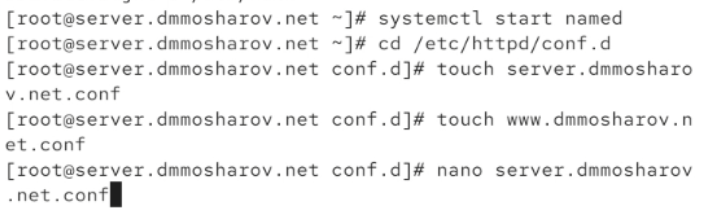 [root@server.dmmosharov.net ~]# systemctl start named
[root@server.dmmosharov.net ~]# cd /etc/httpd/conf.d
[root@server.dmmosharov.net conf.d]# touch server.dmmosharo
v.net.conf
[root@server.dmmosharov.net conf.d]# touch www.dmmosharov.n
et.conf
[root@server.dmmosharov.net conf.d]# nano server.dmmosharov
.net.conf